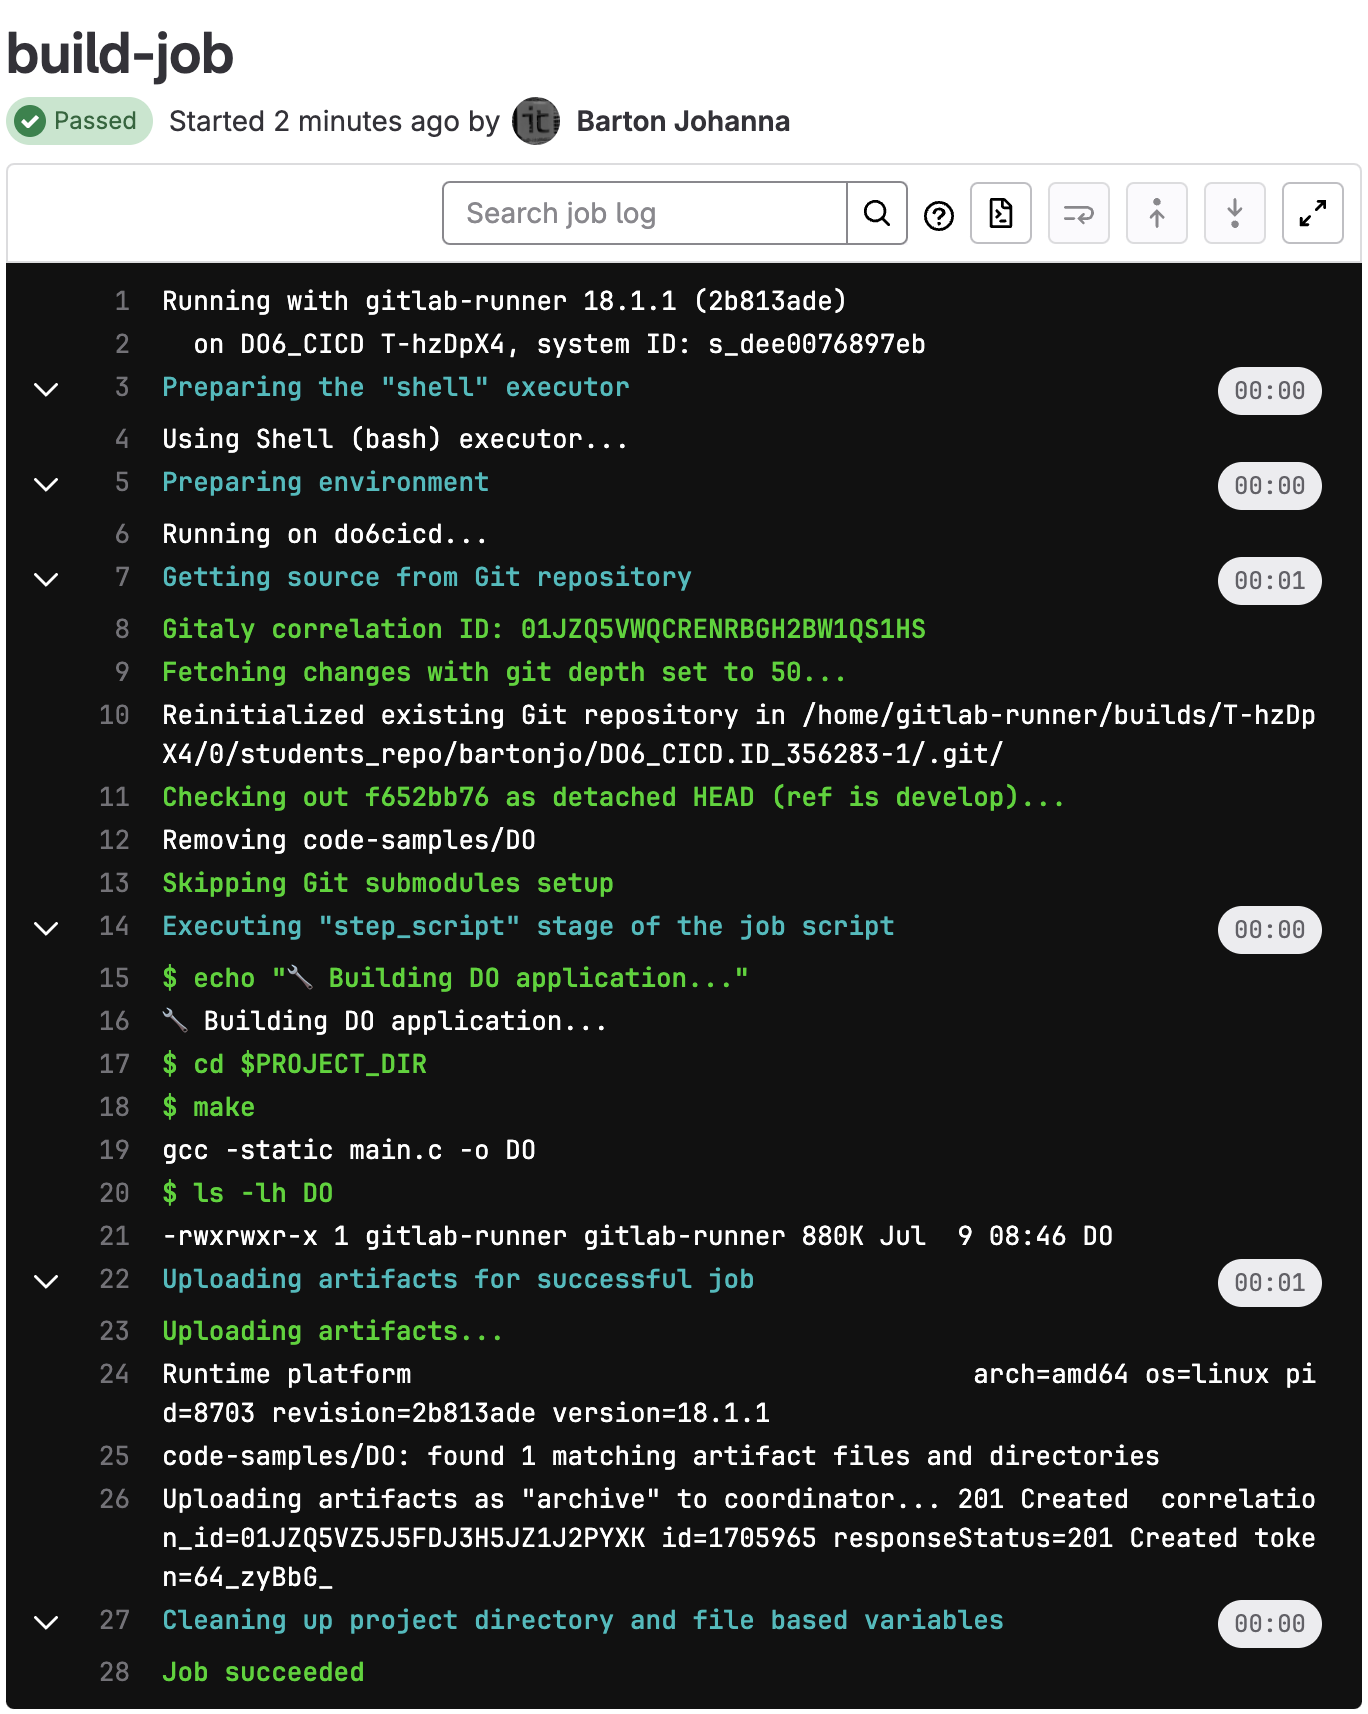 build-job
Passed Started 2 minutes ago by it Barton Johanna
Search job log
1 Running with gitlab-runner 18.1.1 (2b813ade)
2 on DO6_CICD T-hzDpX4, system ID: s_dee0076897eb
3 Preparing the "shell" executor 00:00
4 Using Shell (bash) executor...
5 Preparing environment 00:00
6 Running on do6cicd...
7 Getting source from Git repository 00:01
8 Gitaly correlation ID: 01JZQ5VWQCRENRBGH2BW1QS1HS
9 Fetching changes with git depth set to 50...
10 Reinitialized existing Git repository in /home/gitlab-runner/builds/T-hzDp
X4/0/students_repo/bartonjo/DO6_CICD.ID_356283-1/.git/
11 Checking out f652bb76 as detached HEAD (ref is develop)...
12 Removing code-samples/DO
13 Skipping Git submodules setup
14 Executing "step_script" stage of the job script 00:00
15 $ echo "🔧 Building DO application..."
16 🔧 Building DO application...
17 $ cd $PROJECT_DIR
18 $ make
19 gcc -static main.c -o DO
20 $ ls -lh DO
21 -rwxrwxr-x 1 gitlab-runner gitlab-runner 880K Jul  9 08:46 DO
22 Uploading artifacts for successful job 00:01
23 Uploading artifacts...
24 Runtime platform                                    arch=amd64 os=linux pi
d=8703 revision=2b813ade version=18.1.1
25 code-samples/DO: found 1 matching artifact files and directories
26 Uploading artifacts as "archive" to coordinator... 201 Created  correlatio
n_id=01JZQ5VZ5J5FDJ3H5JZ1J2PYXK id=1705965 responseStatus=201 Created toke
n=64_zyBbG_
27 Cleaning up project directory and file based variables 00:00
28 Job succeeded